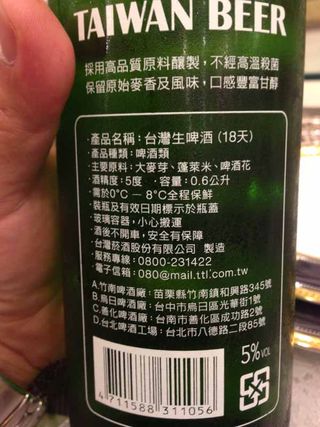 TAIWAN BEER
採用高品質原料釀製，不經高溫殺菌
保留原始麥香及風味，口感豐富甘醇
·產品名稱：台灣生啤酒 (18天)
·產品種類：啤酒類
·主要原料：大麥芽、蓬萊米、啤酒花
·酒精度：5度 ·容量：0.6公升
·需於0°C — 8°C全程保鮮
·裝瓶及有效日期標示於瓶蓋
·玻璃容器，小心搬運
·酒後不開車，安全有保障
·台灣菸酒股份有限公司 製造
·服務專線：0800-231422
·電子信箱：080@mail.ttl.com.tw
A.竹南啤酒廠：苗栗縣竹南鎮和興路345號
B.烏日啤酒廠：台中市烏日區光華街1號
C.善化啤酒廠：台南市善化區成功路2號
D.台北啤酒工場：台北市八德路二段85號
5%VOL
4 711588 311056